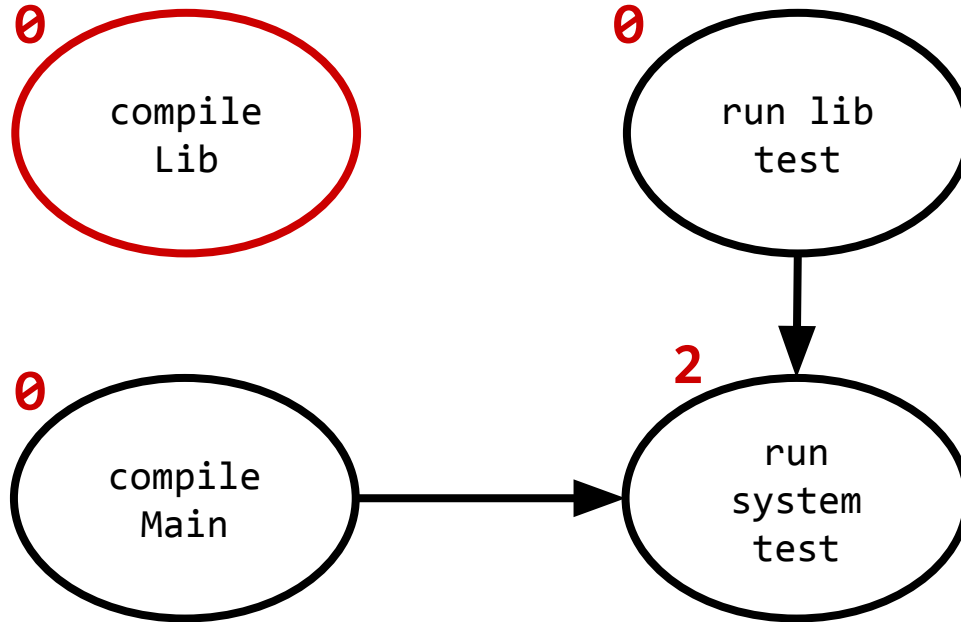 0
compile
Lib
0
run lib
test
0
compile
Main
2
run
system
test